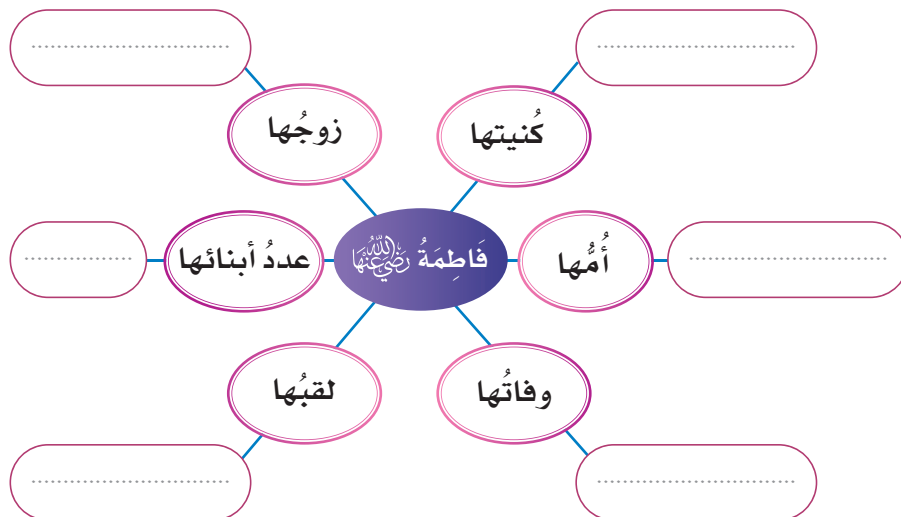 ................................
................................
كُنيتها
زوجُها
................................
أُمُّها
فَاطِمَةُ رَضِيَ اللَّهُ عَنْهَا
عددُ أبنائها
................
وفاتُها
لقبُها
................................
................................